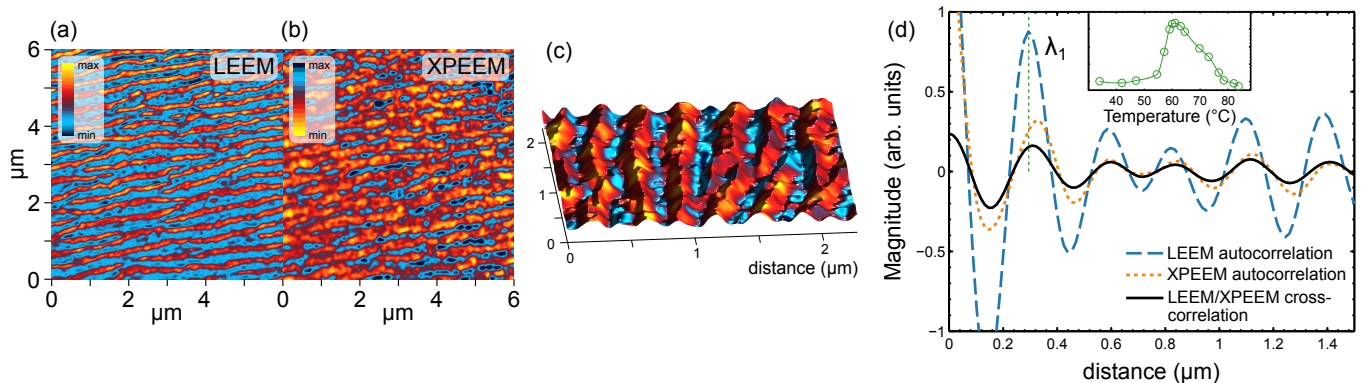 (a)
LEEM
max
min
6
4
2
0
µm
0
2
4
µm
(b)
XPEEM
max
min
0
2
4
6
µm
(c)
2
1
0
0
1
2
distance (µm)
(d)
λ1
1
0.5
0
-0.5
-1
Magnitude (arb. units)
40
50
60
70
80
Temperature (°C)
LEEM autocorrelation
XPEEM autocorrelation
LEEM/XPEEM cross-
correlation
0
0.2
0.4
0.6
0.8
1
1.2
1.4
distance (µm)